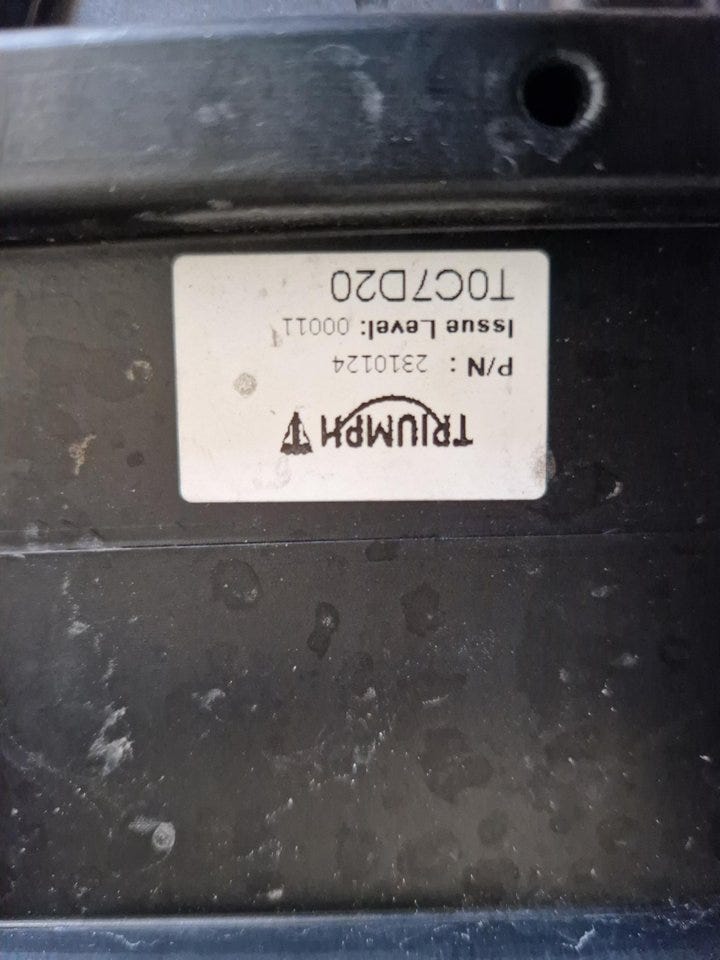 TRIUMPH
P/N : 2310124
Issue Level: 00011
T0C7D20